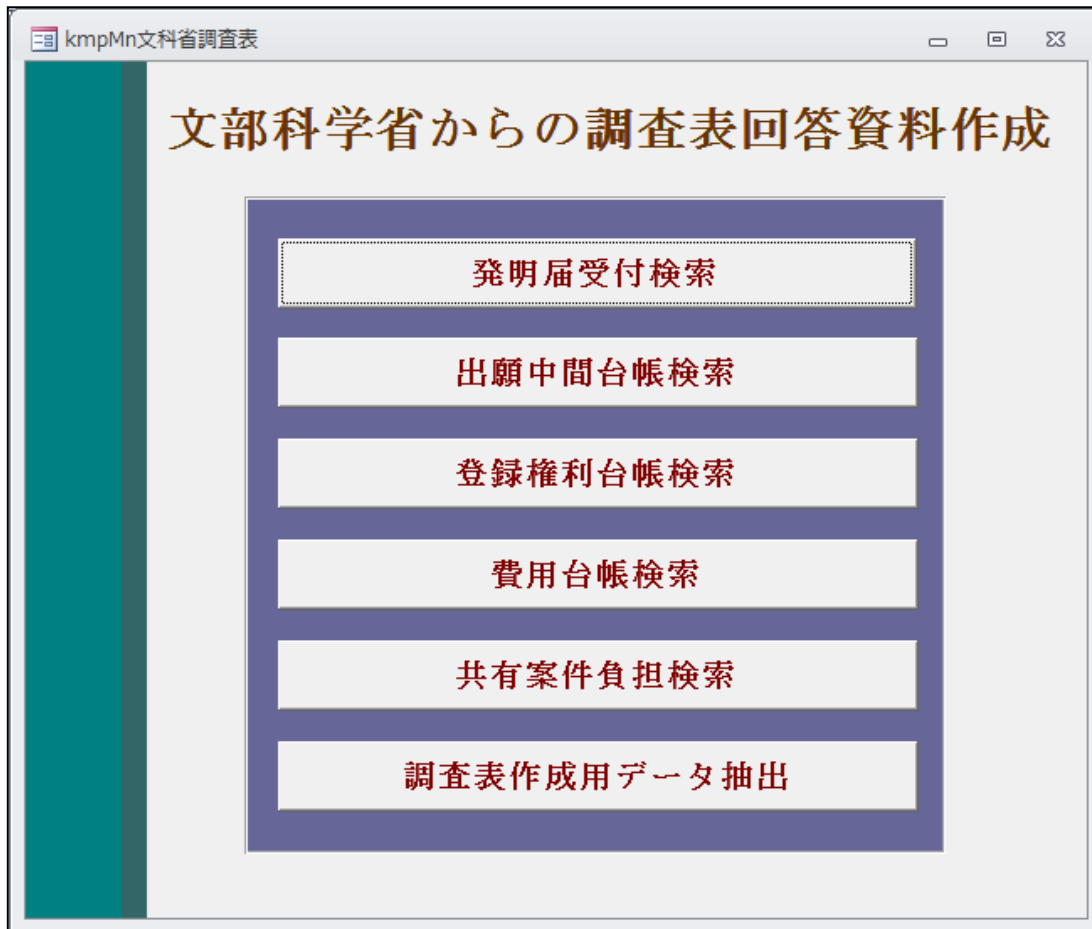 kmpMn文科省調査表
文部科学省からの調査表回答資料作成
発明届受付検索
出願中間台帳検索
登録権利台帳検索
費用台帳検索
共有案件負担検索
調査表作成用データ抽出